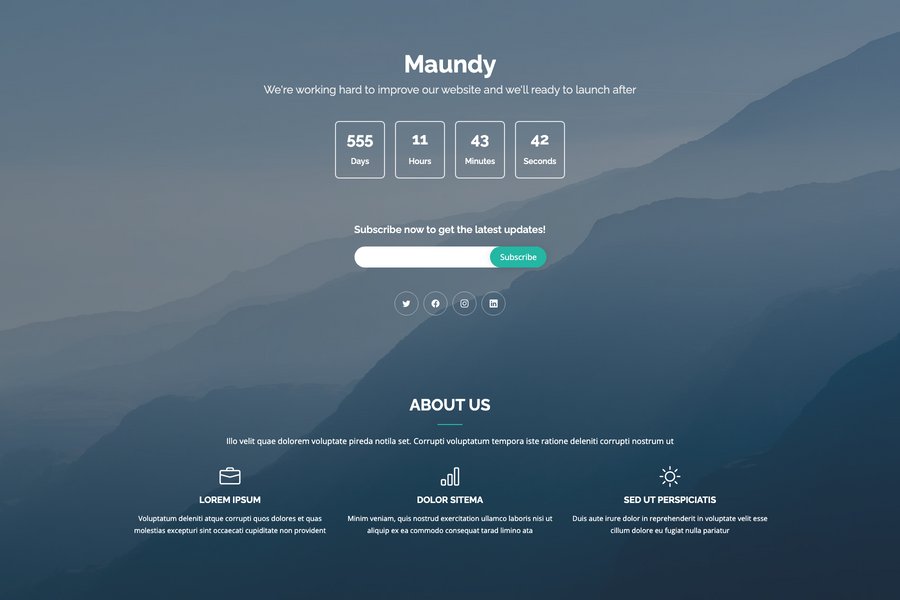 Maundy
We're working hard to improve our website and we'll ready to launch after
555 11 43 42
Days Hours Minutes Seconds
Subscribe now to get the latest updates!
Subscribe
ABOUT US
Illo velit quae dolorem voluptate pireda notila set. Corrupti voluptatum tempora iste ratione deleniti corrupti nostrum ut
LOREM IPSUM
Voluptatum deleniti atque corrupti quos dolores et quas
molestias excepturi sint occaecati cupiditate non provident
DOLOR SITEMA
Minim veniam, quis nostrud exercitation ullamco laboris nisi ut
aliquip ex ea commodo consequat tarad limino ata
SED UT PERSPICIATIS
Duis aute irure dolor in reprehenderit in voluptate velit esse
cillum dolore eu fugiat nulla pariatur